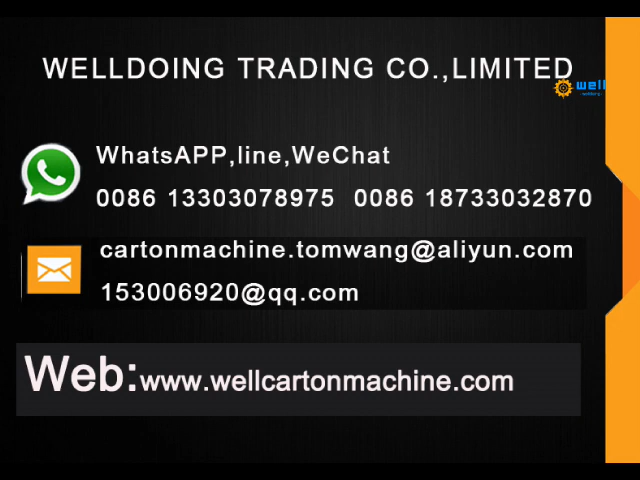 WELLDOING TRADING CO.,LIMITED
well
WhatsAPP,line,WeChat
0086 13303078975 0086 18733032870
cartonmachine.tomwang@aliyun.com
153006920@qq.com
Web:www.wellcartonmachine.com